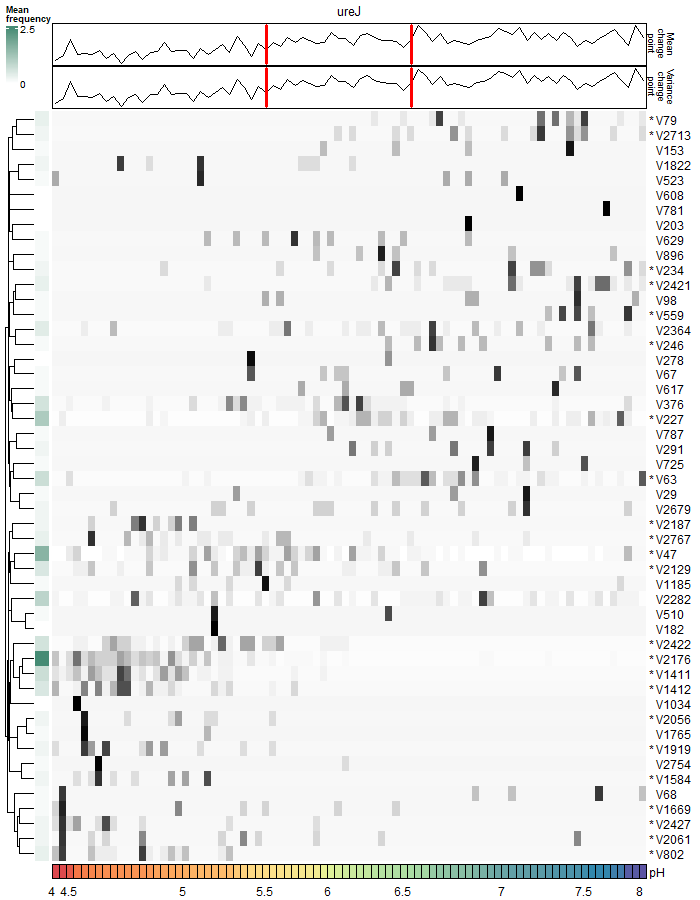 ureJ
Mean
frequency
2.5
0
Mean
change
point
Variance
change
point
* V79
* V2713
V153
V1822
V523
V608
V781
V203
V629
V896
* V234
* V2421
V98
* V559
V2364
* V246
V278
V67
V617
V376
* V227
V787
V291
V725
* V63
V29
V2679
* V2187
* V2767
* V47
* V2129
V1185
V2282
V510
V182
* V2422
* V2176
* V1411
* V1412
V1034
* V2056
V1765
* V1919
V2754
* V1584
V68
* V1669
* V2427
* V2061
* V802
pH
4 4.5 5 5.5 6 6.5 7 7.5 8